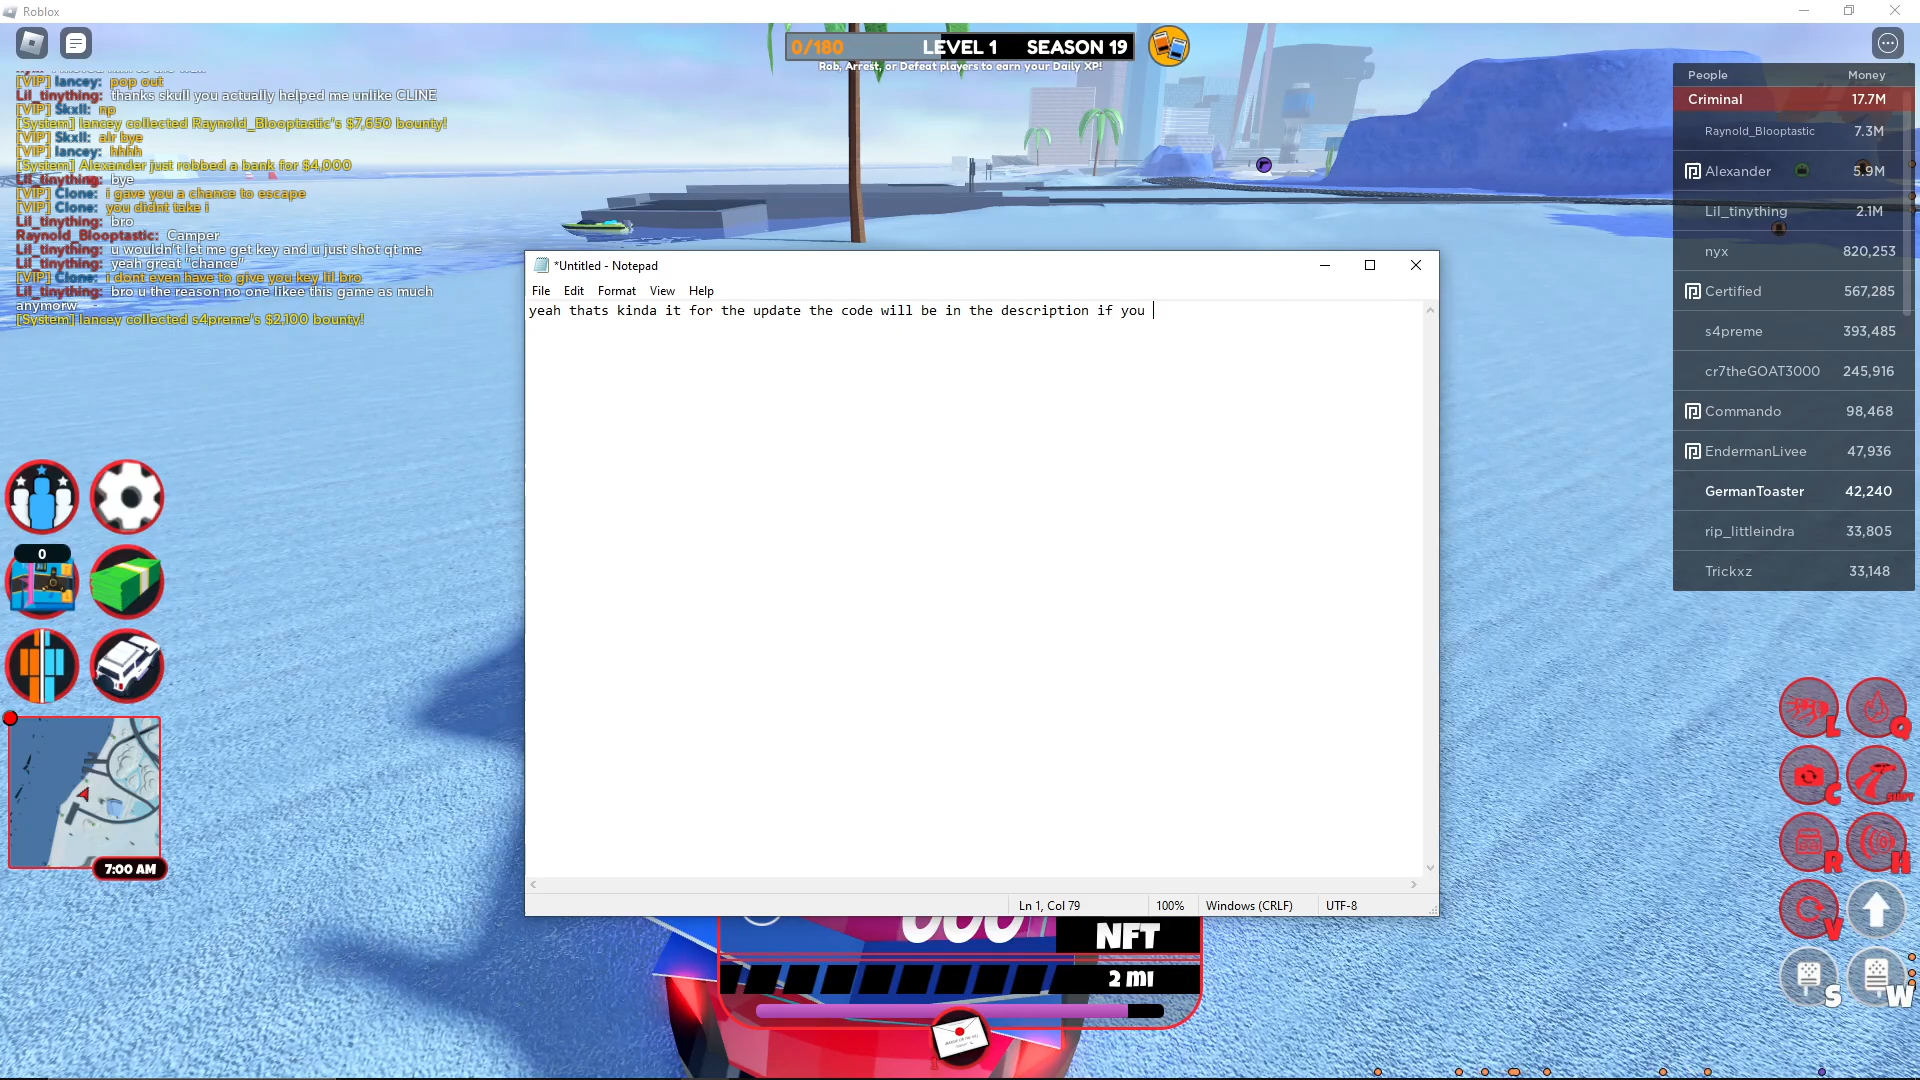 Roblox
0/180 LEVEL 1 SEASON 19
Rob, Arrest, or Defeat players to earn your Daily XP!
[VIP] lancey: pop out
Lil_tinything: thanks skull you actually helped me unlike CLINE
[VIP] Skxll: np
[System] lancey collected Raynold_Blooptastic's $7,650 bounty!
[VIP] Skxll: alr bye
[VIP] lancey: hhhh
[System] Alexander just robbed a bank for $4,000
Lil_tinything: bye
[VIP] Clone: i gave you a chance to escape
[VIP] Clone: you didnt take i
Lil_tinything: bro
Raynold_Blooptastic: Camper
Lil_tinything: u wouldn't let me get key and u just shot qt me
Lil_tinything: yeah great "chance"
[VIP] Clone: i dont even have to give you key lil bro
Lil_tinything: bro u the reason no one likee this game as much
anymorw
[System] lancey collected s4preme's $2,100 bounty!
People Money
Criminal 17.7M
Raynold_Blooptastic 7.3M
Alexander 5.9M
Lil_tinything 2.1M
nyx 820,253
Certified 567,285
s4preme 393,485
cr7theGOAT3000 245,916
Commando 98,468
EndermanLivee 47,936
GermanToaster 42,240
rip_littleindra 33,805
Trickxz 33,148
*Untitled - Notepad
File Edit Format View Help
yeah thats kinda it for the update the code will be in the description if you
Ln 1, Col 79 100% Windows (CRLF) UTF-8
0
7:00 AM
NFT
2 mi
1
L Q
C SHIFT
R H
V
S W